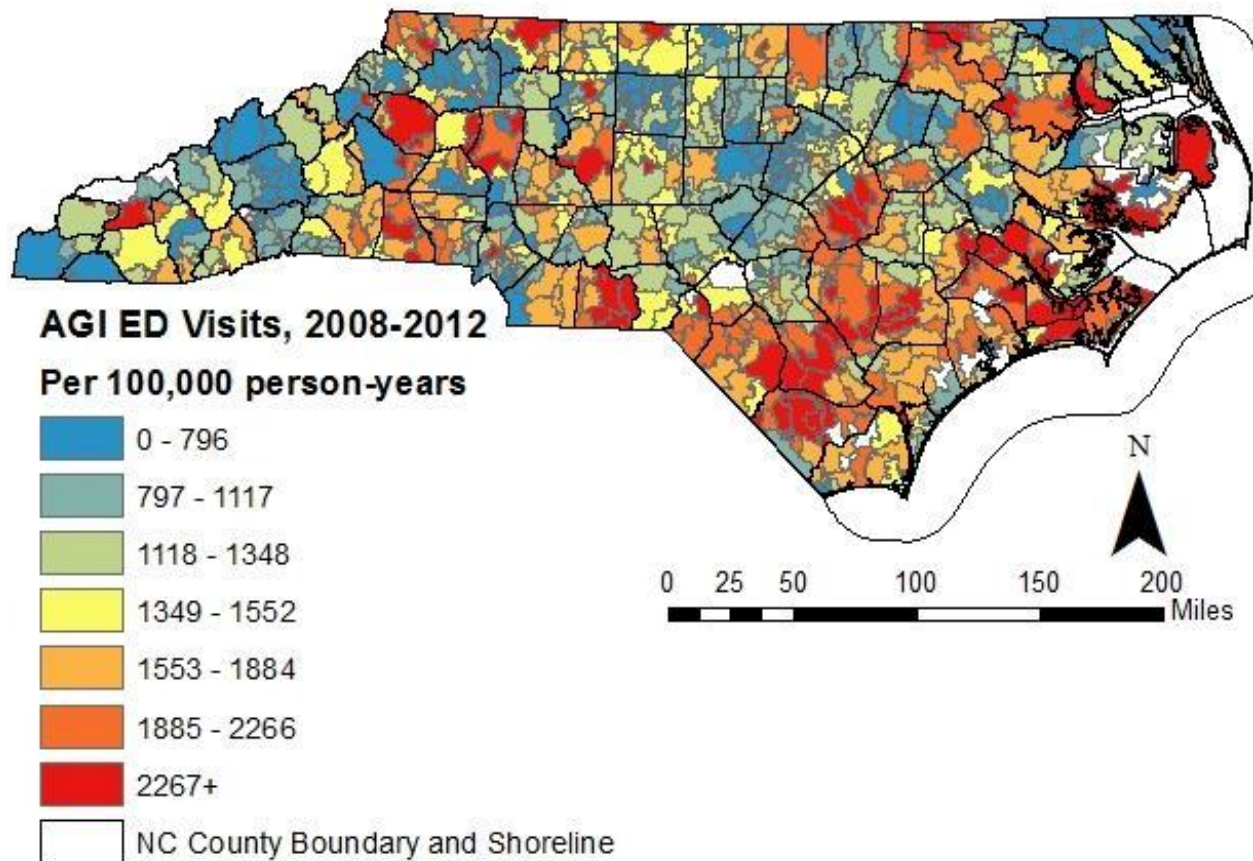 AGI ED Visits, 2008-2012
Per 100,000 person-years
0 - 796
797 - 1117
1118 - 1348
1349 - 1552
1553 - 1884
1885 - 2266
2267+
NC County Boundary and Shoreline
N
0 25 50 100 150 200
Miles